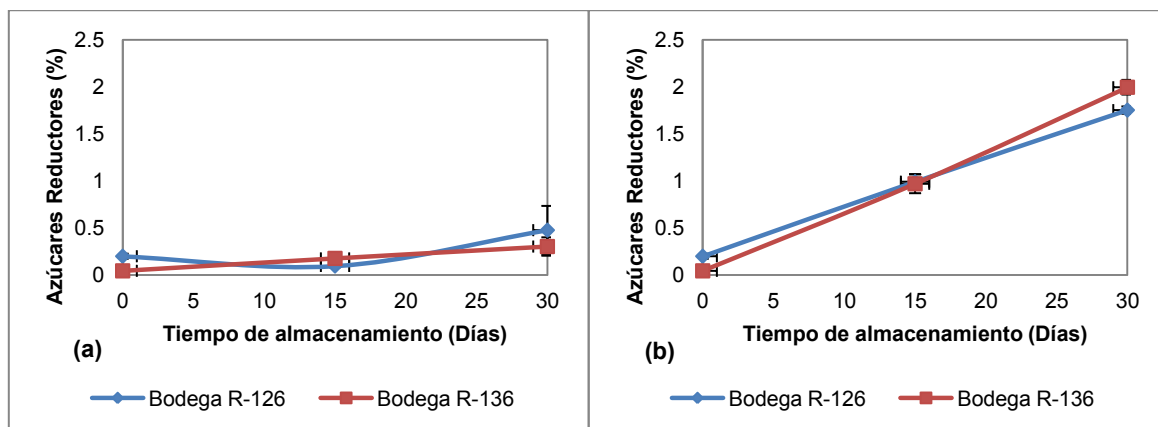 Azúcares Reductores (%)
2.5
2
1.5
1
0.5
0
0 5 10 15 20 25 30
Tiempo de almacenamiento (Días)
(a)
Bodega R-126 Bodega R-136
Azúcares Reductores (%)
2.5
2
1.5
1
0.5
0
0 5 10 15 20 25 30
Tiempo de almacenamiento (Días)
(b)
Bodega R-126 Bodega R-136